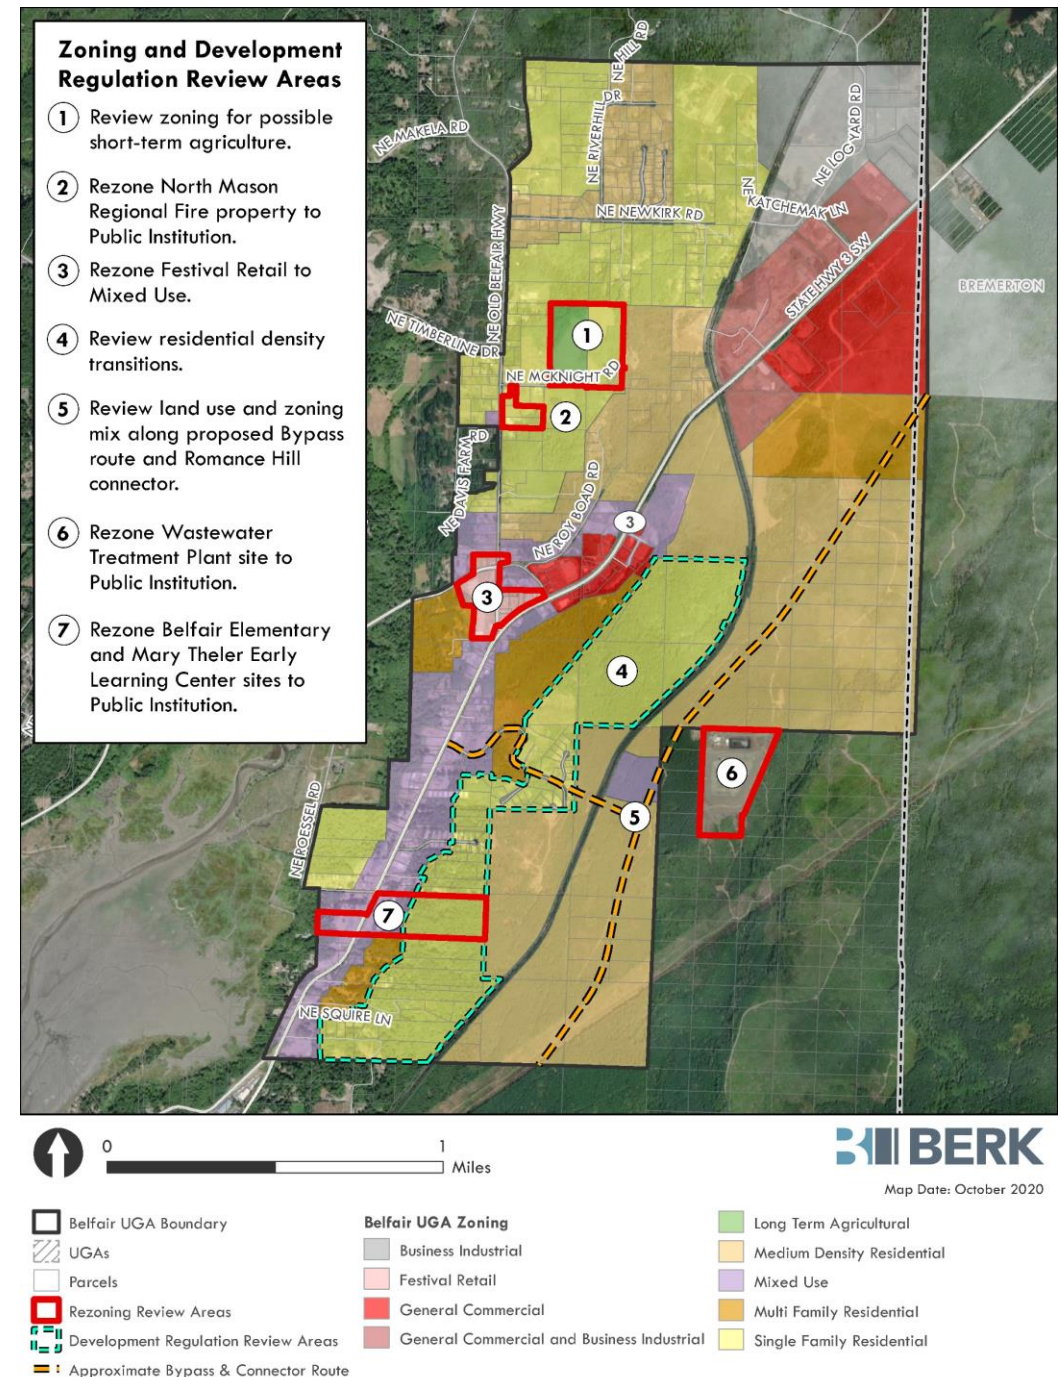 Zoning and Development
Regulation Review Areas
1 Review zoning for possible
short-term agriculture.
2 Rezone North Mason
Regional Fire property to
Public Institution.
3 Rezone Festival Retail to
Mixed Use.
4 Review residential density
transitions.
5 Review land use and zoning
mix along proposed Bypass
route and Romance Hill
connector.
6 Rezone Wastewater
Treatment Plant site to
Public Institution.
7 Rezone Belfair Elementary
and Mary Theler Early
Learning Center sites to
Public Institution.
NE HILL RD
NE RIVERHILL DR
NE MAKELA RD
NE LOG YARD RD
NE KATCHEMAK LN
NE NEWKIRK RD
NE OLD BELFAIR HWY
STATE HWY 3 SW
BREMERTON
NE TIMBERLINE DR
1
NE MCKNIGHT RD
2
NE DAVIS FARM RD
NE ROY BOAD RD
3
3
4
6
5
NE ROESSEL RD
7
NE SQUIRE LN
0 1
Miles
BERK
Map Date: October 2020
Belfair UGA Boundary
UGAs
Parcels
Rezoning Review Areas
Development Regulation Review Areas
Approximate Bypass & Connector Route
Belfair UGA Zoning
Business Industrial
Festival Retail
General Commercial
General Commercial and Business Industrial
Long Term Agricultural
Medium Density Residential
Mixed Use
Multi Family Residential
Single Family Residential